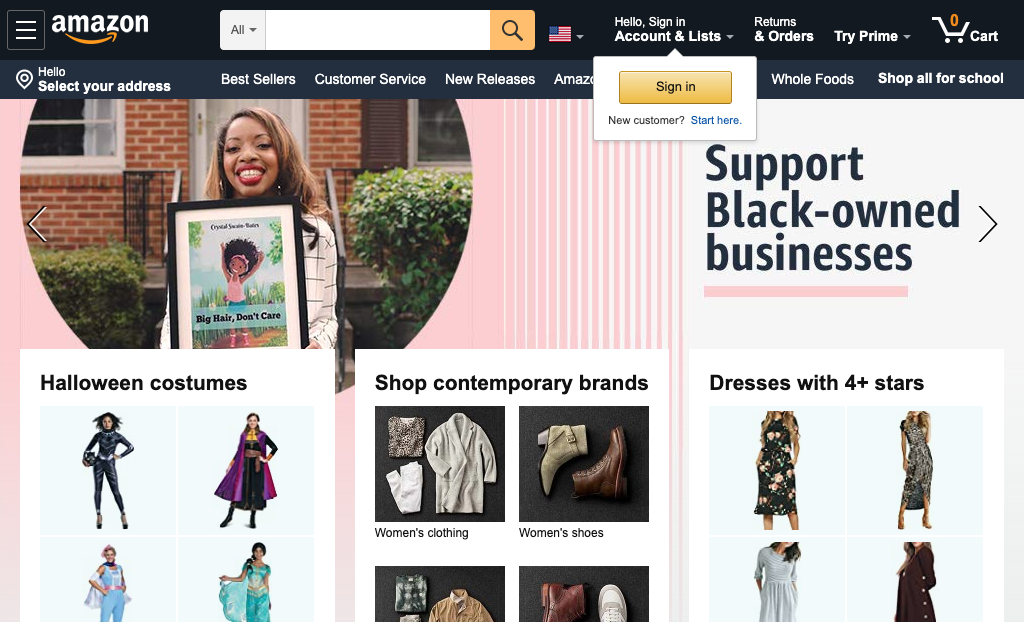 amazon
All
Hello, Sign in
Account & Lists
Returns
& Orders
Try Prime
0
Cart
Hello
Select your address
Best Sellers
Customer Service
New Releases
Whole Foods
Shop all for school
Sign in
New customer? Start here.
Support
Black-owned
businesses
Crystal Swain-Bates
Big Hair, Don't Care
Halloween costumes
Shop contemporary brands
Dresses with 4+ stars
Women's clothing
Women's shoes